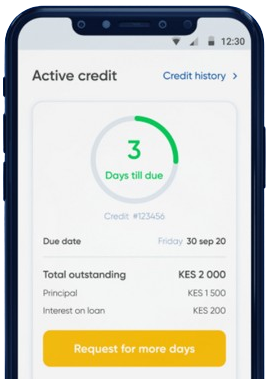 12:30
Active credit Credit history >
3
Days till due
Credit #123456
Due date Friday 30 sep 20
Total outstanding KES 2 000
Principal KES 1 500
Interest on loan KES 200
Request for more days